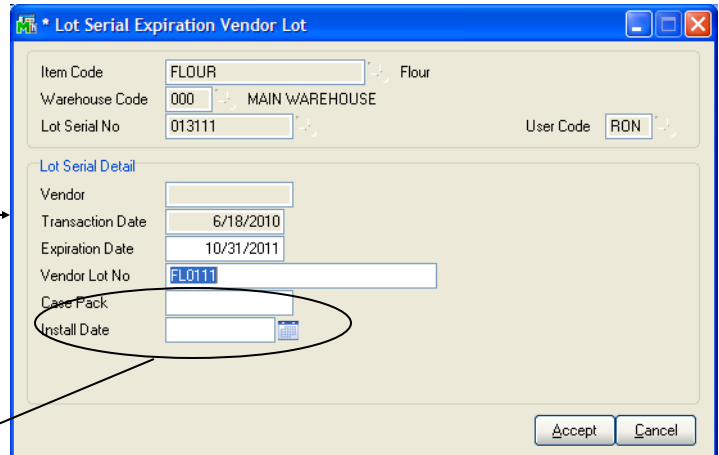 * Lot Serial Expiration Vendor Lot
Item Code FLOUR Flour
Warehouse Code 000 MAIN WAREHOUSE
Lot Serial No 013111 User Code RON
Lot Serial Detail
Vendor
Transaction Date 6/18/2010
Expiration Date 10/31/2011
Vendor Lot No FL0111
Case Pack
Install Date
Accept Cancel